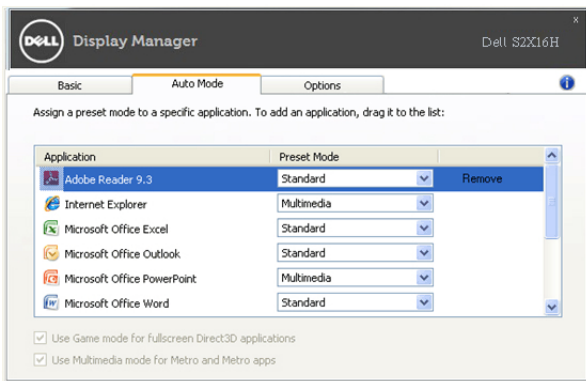 DELL Display Manager Dell S2X16H x
Basic Auto Mode Options i
Assign a preset mode to a specific application. To add an application, drag it to the list:
Application Preset Mode
Adobe Reader 9.3 Standard Remove
Internet Explorer Multimedia
Microsoft Office Excel Standard
Microsoft Office Outlook Standard
Microsoft Office PowerPoint Multimedia
Microsoft Office Word Standard
Use Game mode for fullscreen Direct3D applications
Use Multimedia mode for Metro and Metro apps